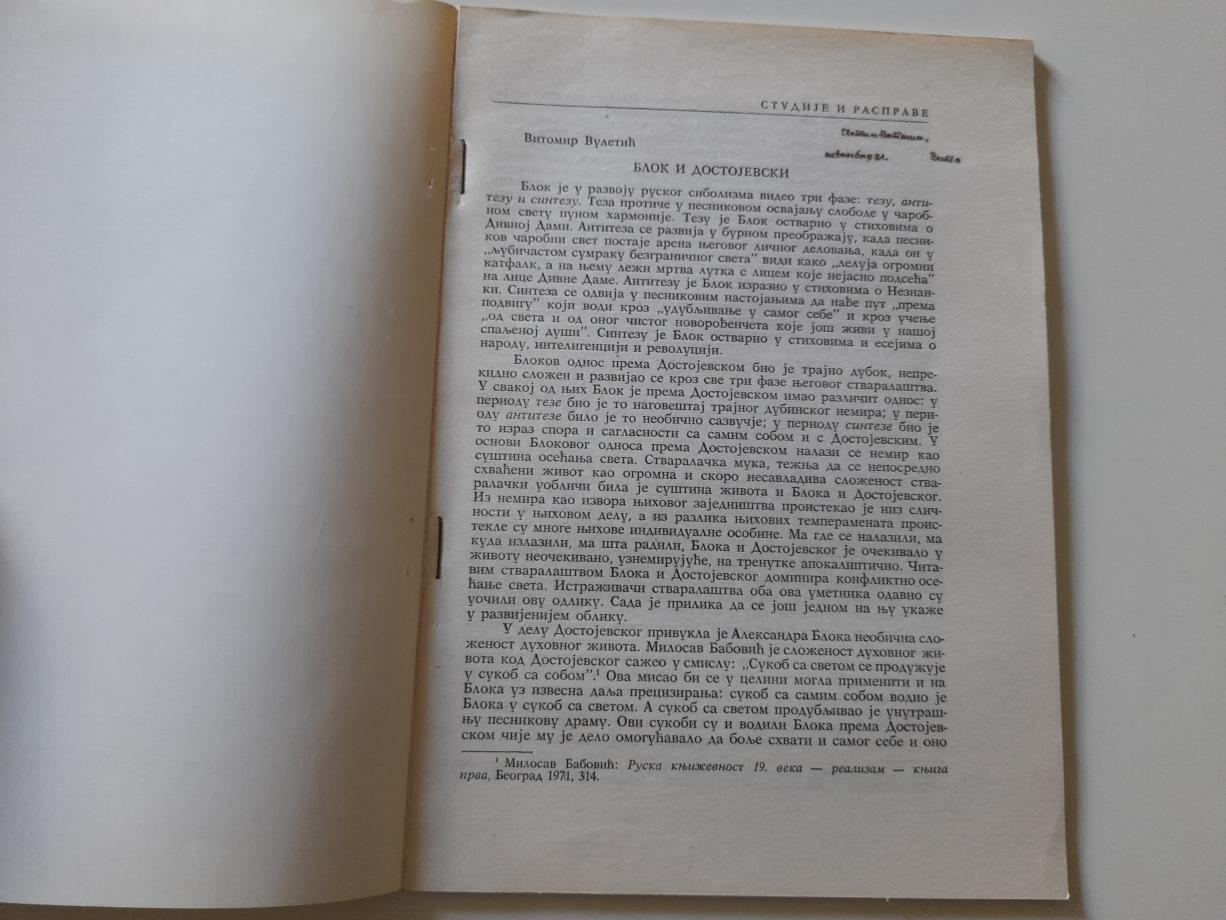 СТУДИЈЕ И РАСПРАВЕ
Витомир Вулетић
БЛОК И ДОСТОЈЕВСКИ
Блок је у развоју руског сиболизма видео три фазе: тезу, анти-
тезу и синтезу. Теза протиче у песниковом освајању слободе у чароб-
ном свету пуном хармоније. Тезу је Блок остварио у стиховима о
Дивној Дами. Антитеза се развија у бурном преображају, када песни-
ков чаробни свет постаје арена његовог личног деловања, када он у
„љубичастом сумраку безграничног света” види како „лелуја огромни
катфалк, а на њему лежи мртва лутка с лицем које нејасно подсећа”
на лице Дивне Даме. Антитезу је Блок изразио у стиховима о Незнан-
ки. Синтеза се одвија у песниковим настојањима да нађе пут „према
подвигу” који води кроз „удубљивање у самог себе” и кроз учење
„од света и од оног чистог новорођенчета које још живи у нашој
спаљеној души”. Синтезу је Блок остварио у стиховима и есејима о
народу, интелигенцији и револуцији.
Блоков однос према Достојевском био је трајно дубок, непре-
кидно сложен и развијао се кроз све три фазе његовог стваралаштва.
У свакој од њих Блок је према Достојевском имао различит однос: у
периоду тезе био је то наговештај трајног дубинског немира; у пери-
оду антитезе било је то необично сазвучје; у периоду синтезе био је
то израз спора и сагласности са самим собом и с Достојевским. У
основи Блоковог односа према Достојевском налази се немир као
суштина осећања света. Стваралачка мука, тежња да се непосредно
схваћени живот као огромна и скоро несавладива сложеност ства-
ралачки уобличи била је суштина живота и Блока и Достојевског.
Из немира као извора њиховог заједништва проистекао је низ слич-
ности у њиховом делу, а из разлика њихових темперамената проис-
текле су многе њихове индивидуалне особине. Ма где се налазили, ма
куда излазили, ма шта радили, Блока и Достојевског је очекивало у
животу неочекивано, узнемирујуће, на тренутке апокалиптично. Чита-
вим стваралаштвом Блока и Достојевског доминира конфликтно осе-
ћање света. Истраживачи стваралаштва оба ова уметника одавно су
уочили ову одлику. Сада је прилика да се још једном на њу укаже
у развијенијем облику.
У делу Достојевског привукла је Александра Блока необична сло-
женост духовног живота. Милосав Бабовић је сложеност духовног жи-
вота код Достојевског сажео у смислу: „Сукоб са светом се продужује
у сукоб са собом”.¹ Ова мисао би се у целини могла применити и на
Блока уз извесна даља прецизирања: сукоб са самим собом водио је
Блока у сукоб са светом. А сукоб са светом продубљивао је унутраш-
њу песникову драму. Ови сукоби су и водили Блока према Достојев-
ском чије му је дело омогућавало да боље схвати и самог себе и оно
¹ Милосав Бабовић: Руска књижевност 19. века — реализам — књига
прва, Београд 1971, 314.